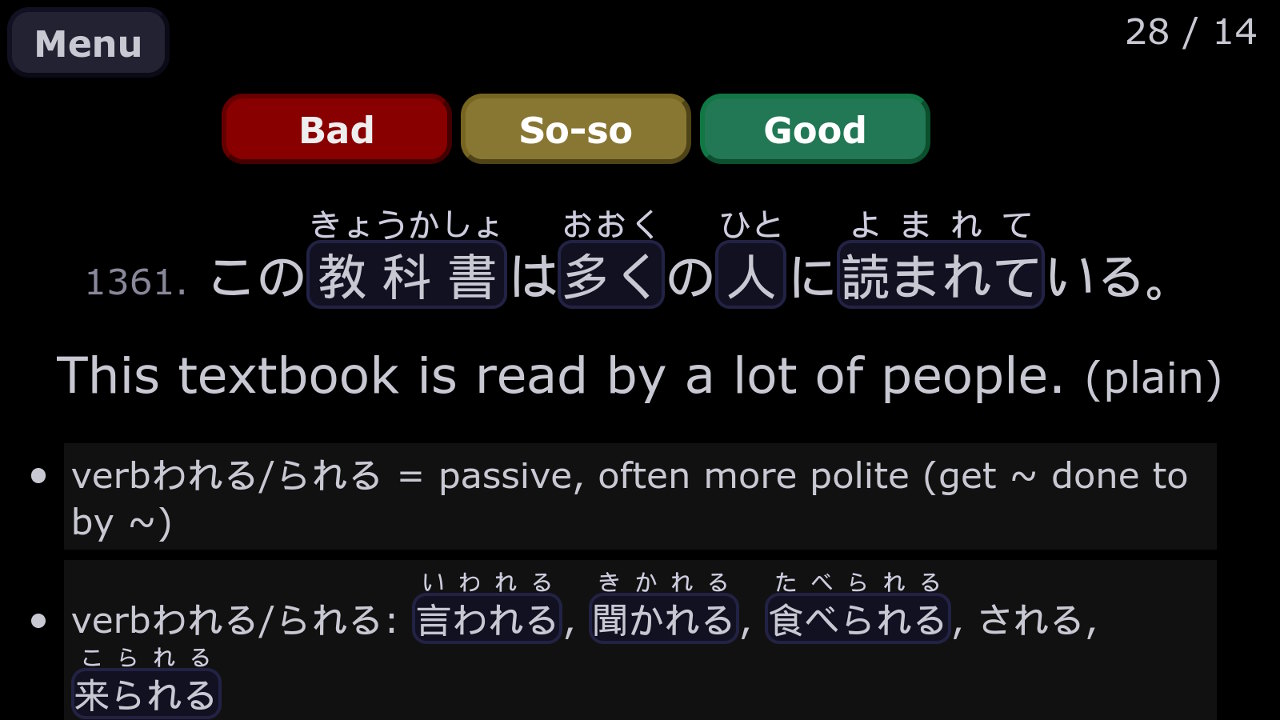 Menu
28 / 14
Bad
So-so
Good
きょうかしょ おおく ひと よまれて
1361. この教科書は多くの人に読まれている。
This textbook is read by a lot of people. (plain)
• verbわれる/られる = passive, often more polite (get ~ done to
by ~)
いわれる きかれる たべられる
• verbわれる/られる: 言われる, 聞かれる, 食べられる, される,
こられる
来られる